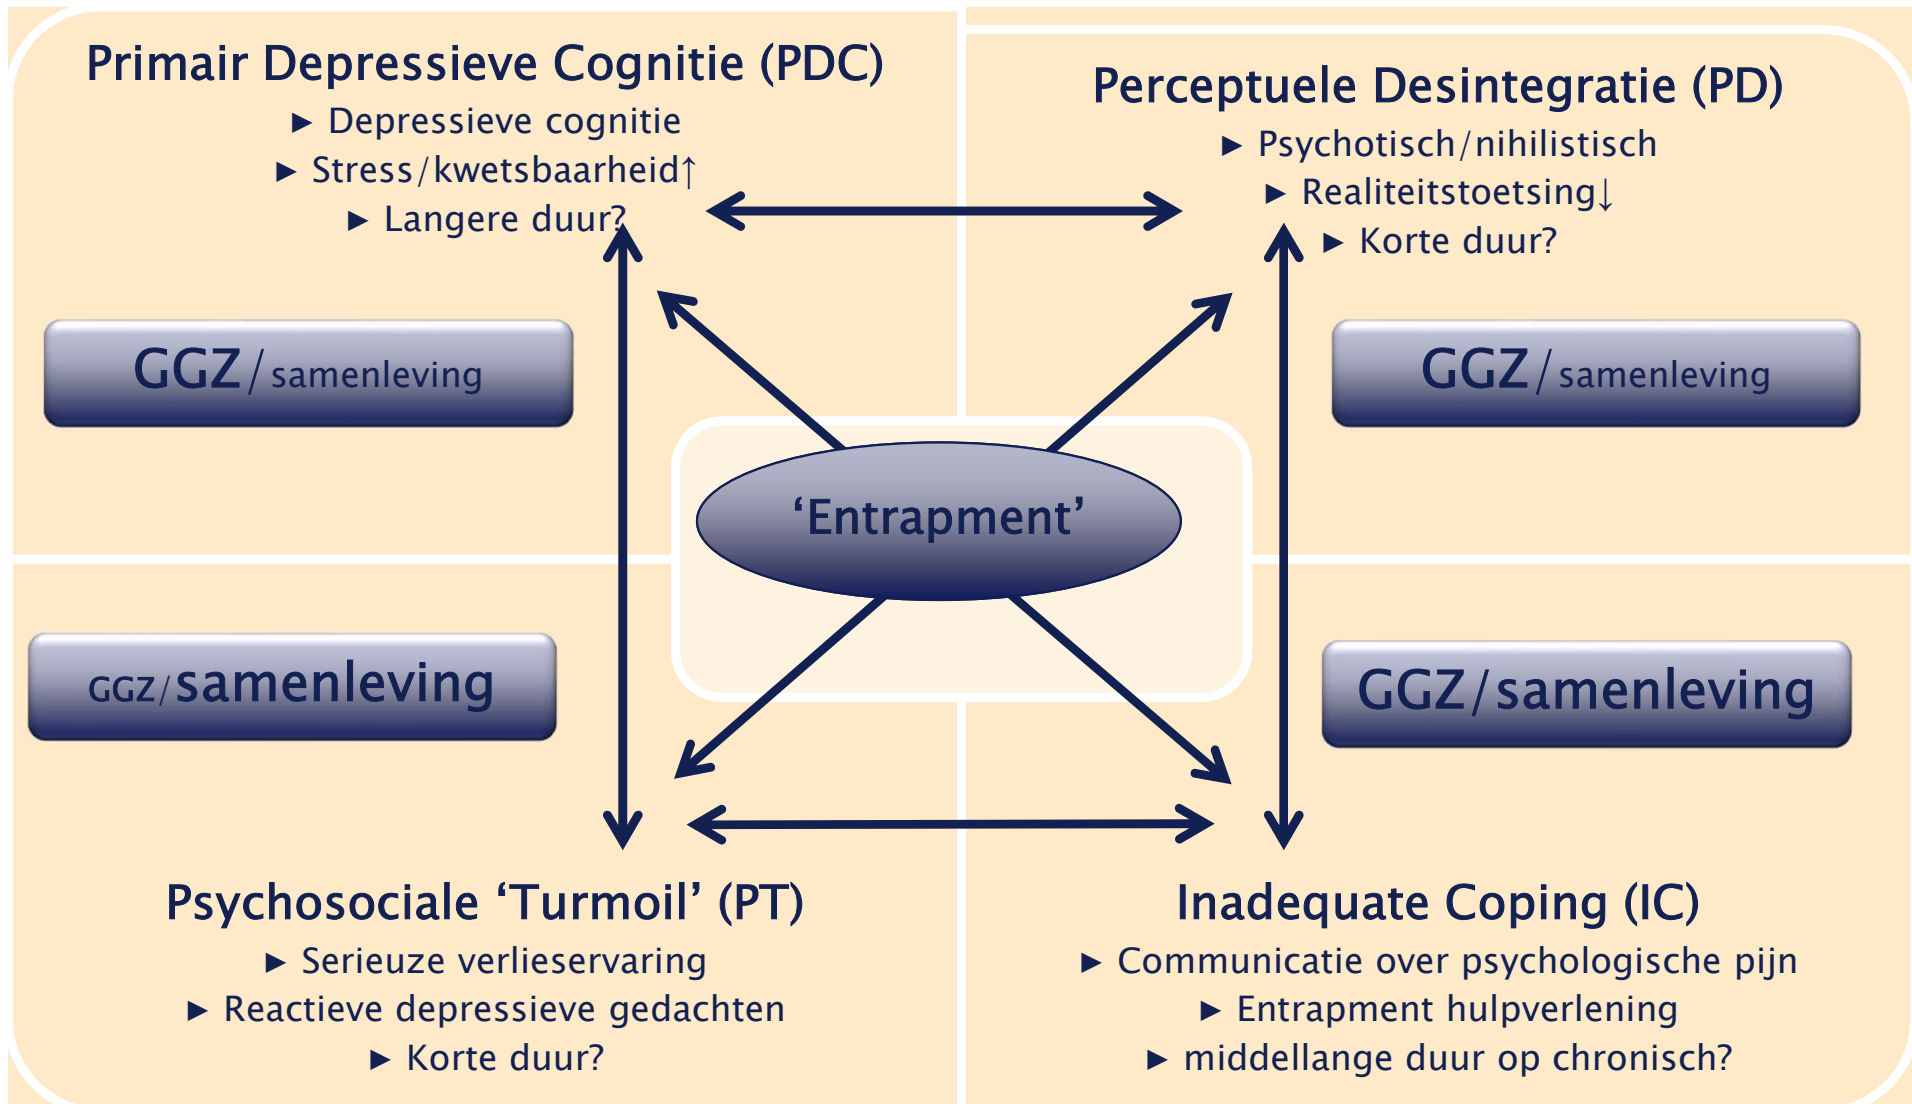 Primair Depressieve Cognitie (PDC)
► Depressieve cognitie
► Stress/kwetsbaarheid↑
► Langere duur?
Perceptuele Desintegratie (PD)
► Psychotisch/nihilistisch
► Realiteitstoetsing↓
► Korte duur?
GGZ/samenleving
GGZ/samenleving
‘Entrapment’
GGZ/samenleving
GGZ/samenleving
Psychosociale ‘Turmoil’ (PT)
► Serieuze verlieservaring
► Reactieve depressieve gedachten
► Korte duur?
Inadequate Coping (IC)
► Communicatie over psychologische pijn
► Entrapment hulpverlening
► middellange duur op chronisch?